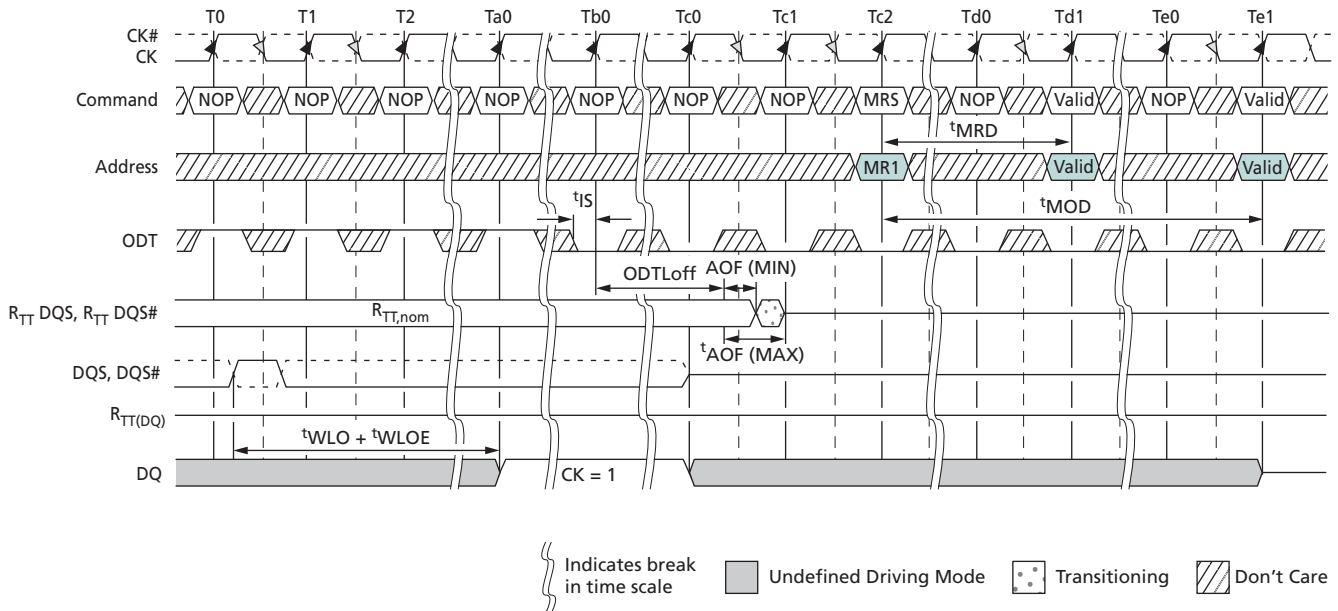 T0 T1 T2 Ta0 Tb0 Tc0 Tc1 Tc2 Td0 Td1 Te0 Te1
CK#
CK
Command NOP NOP NOP NOP NOP NOP NOP MRS NOP Valid NOP Valid
tMRD
Address MR1 Valid Valid
tIS
tMOD
ODT
ODTLoff AOF (MIN)
RTT DQS, RTT DQS# RTT,nom
tAOF (MAX)
DQS, DQS#
RTT(DQ)
tWLO + tWLOE
DQ CK = 1
Indicates break
in time scale
Undefined Driving Mode Transitioning Don't Care